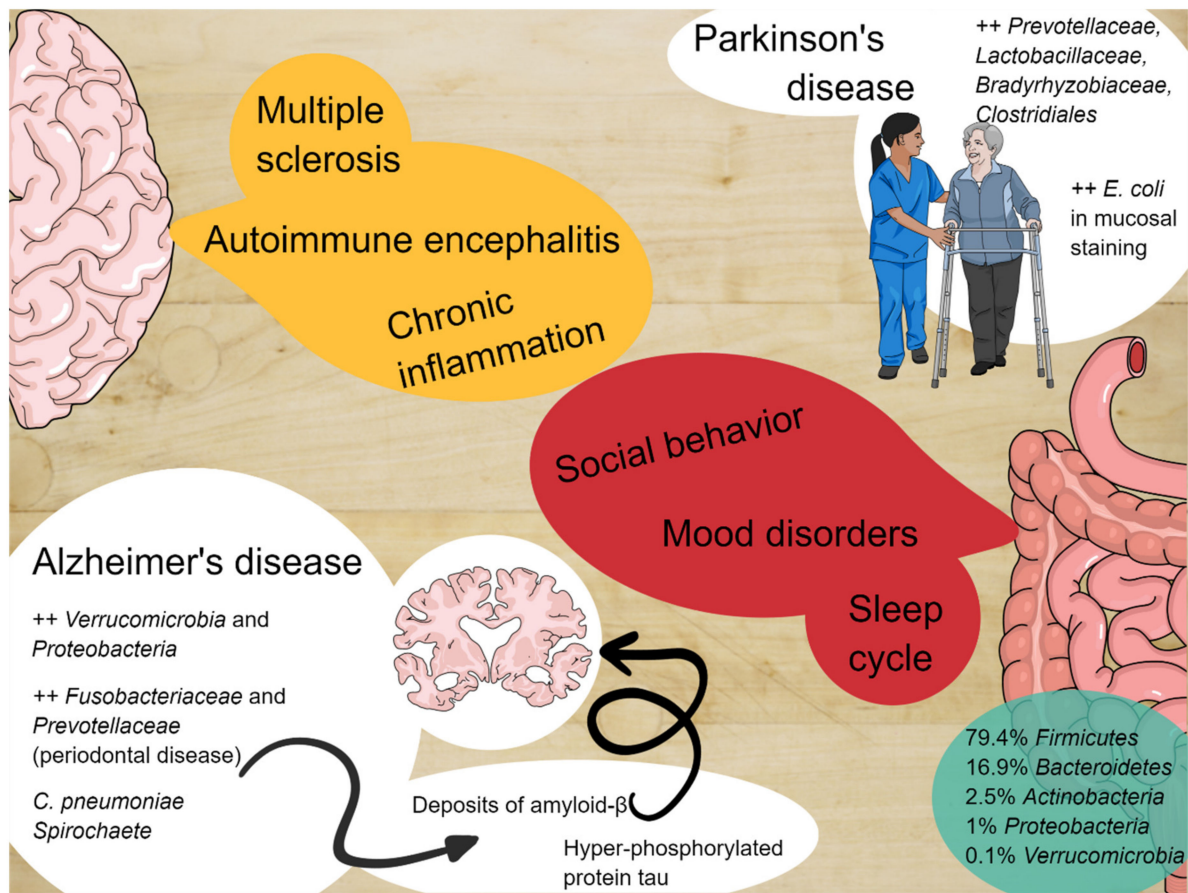 Multiple
sclerosis
Autoimmune encephalitis
Chronic
inflammation
Parkinson's
disease
++ Prevotellaceae,
Lactobacillaceae,
Bradyrhyzobiaceae,
Clostridiales
++ E. coli
in mucosal
staining
Social behavior
Mood disorders
Sleep
cycle
Alzheimer's disease
++ Verrucomicrobia and
Proteobacteria
++ Fusobacteriaceae and
Prevotellaceae
(periodontal disease)
C. pneumoniae
Spirochaete
Deposits of amyloid-β
Hyper-phosphorylated
protein tau
79.4% Firmicutes
16.9% Bacteroidetes
2.5% Actinobacteria
1% Proteobacteria
0.1% Verrucomicrobia